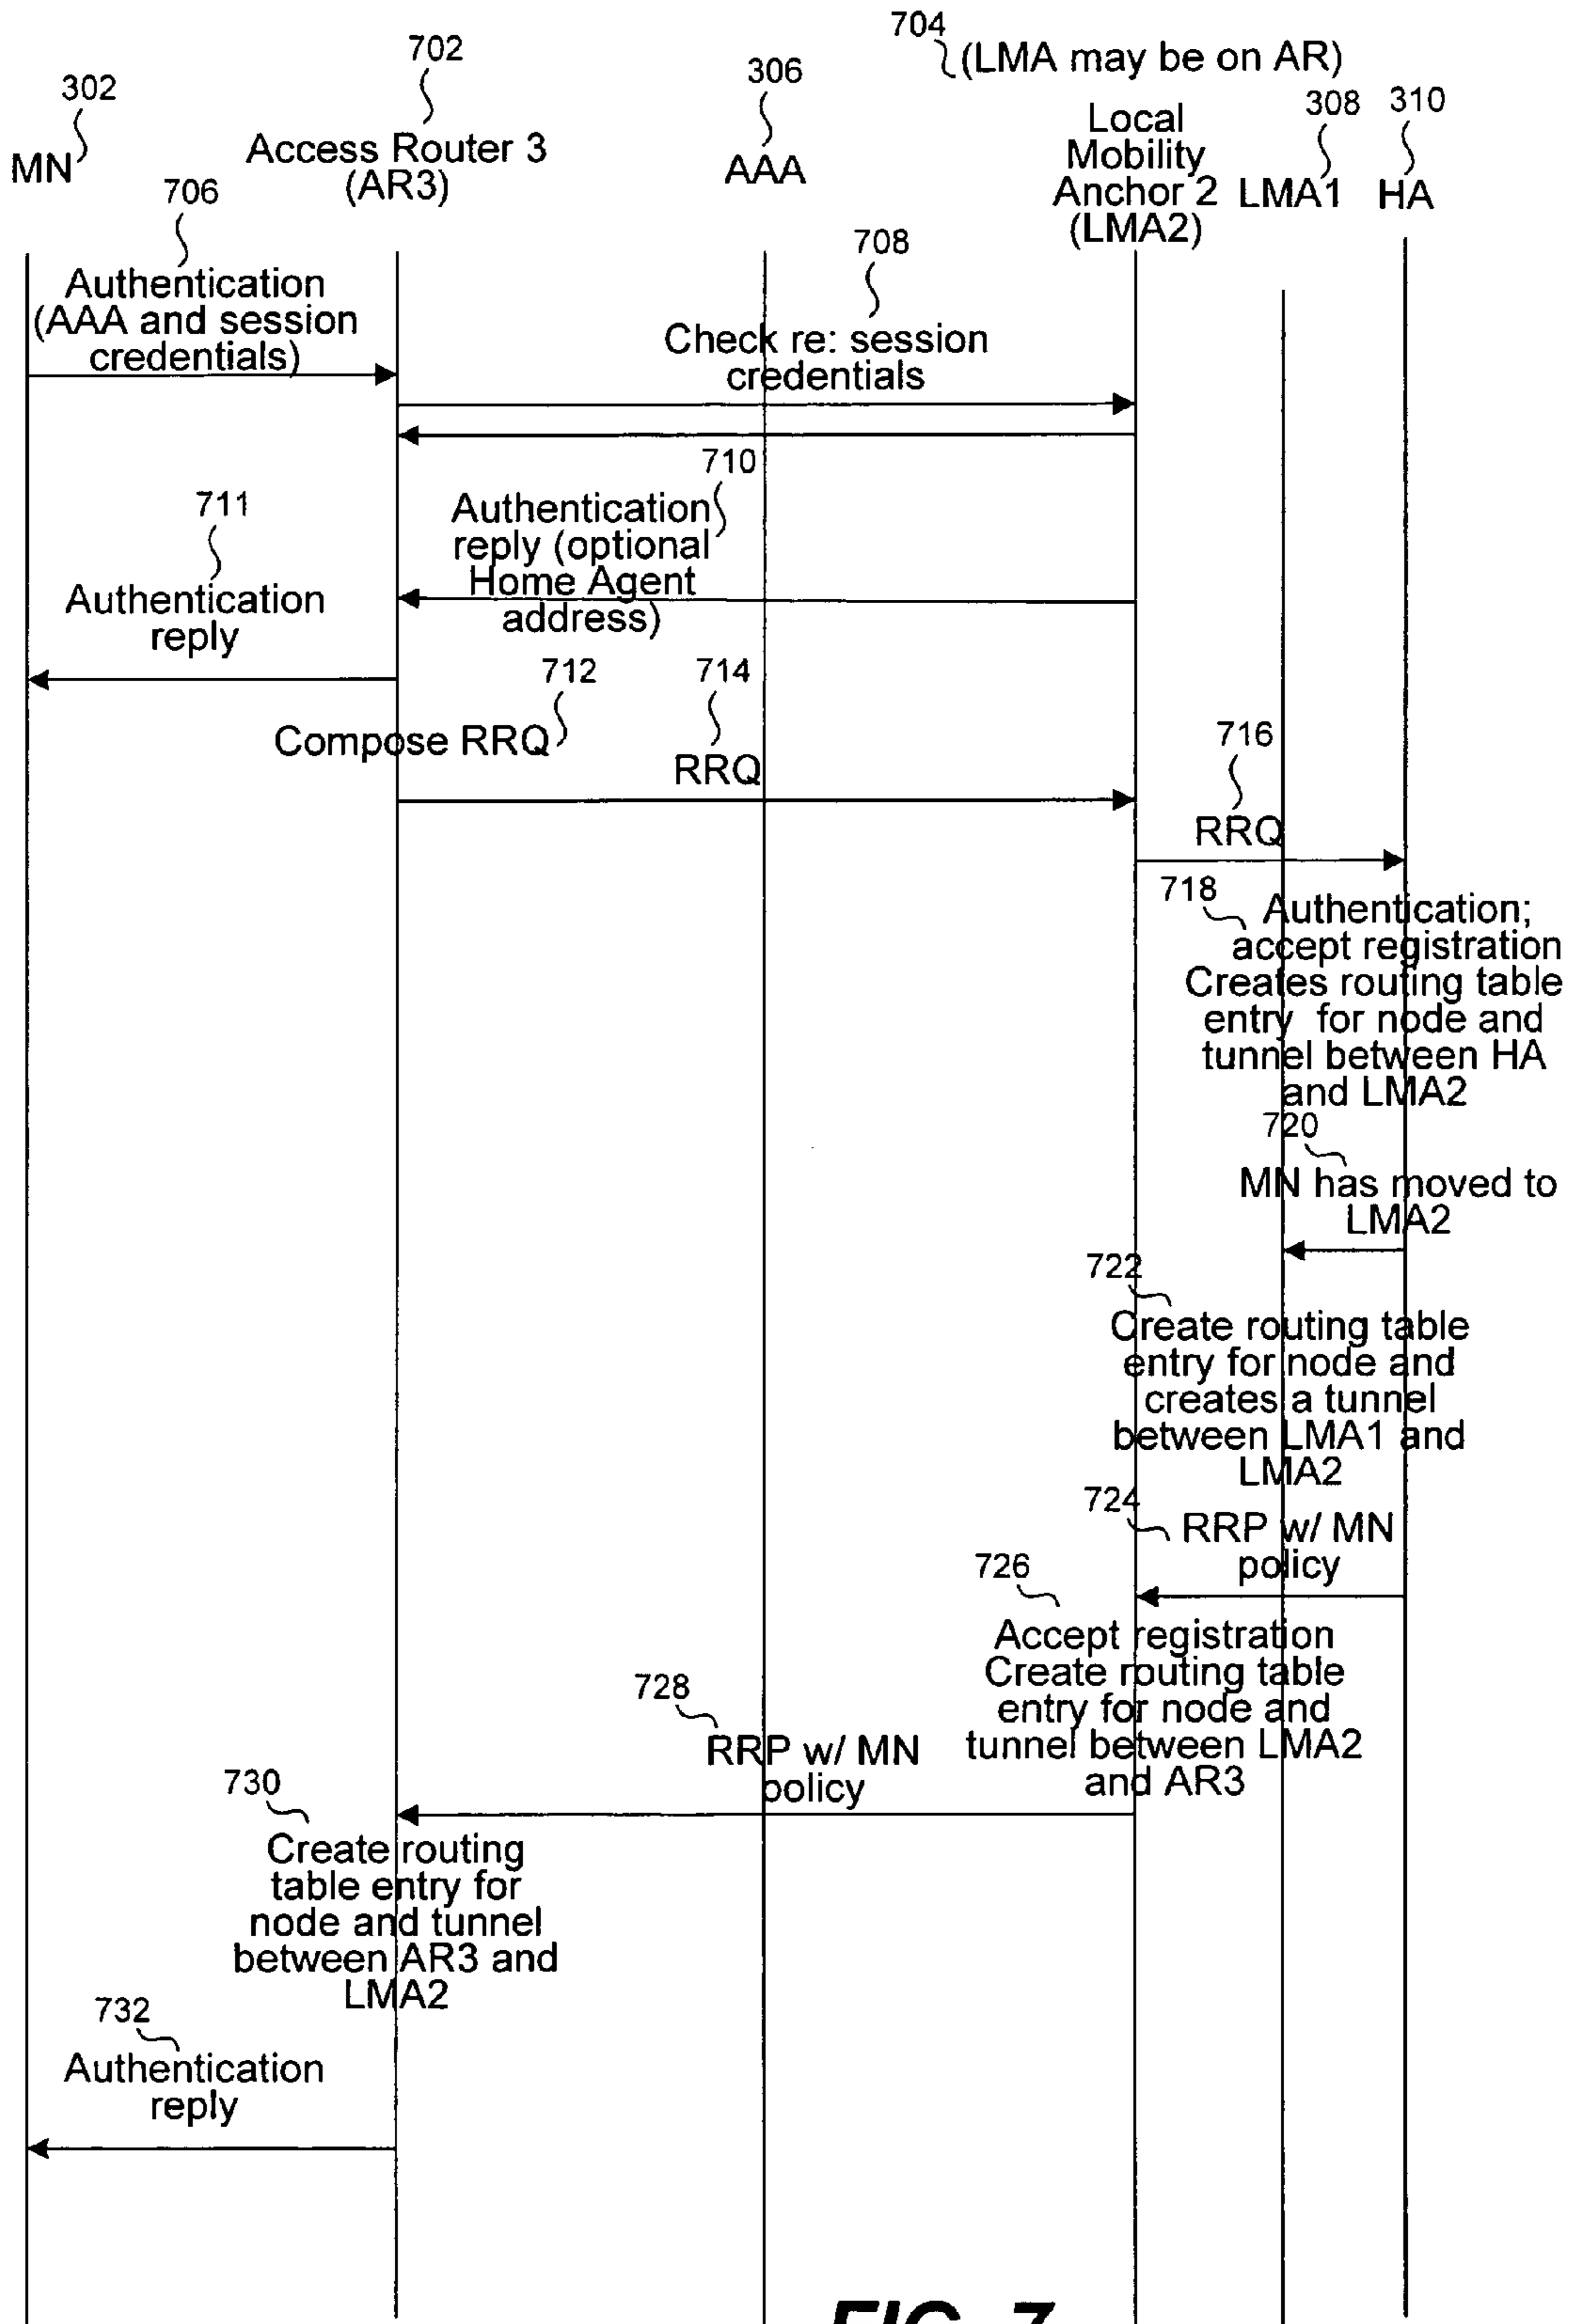 704
(LMA may be on AR)
702
306
302
308
310
MN
Access Router 3
(AR3)
AAA
Local
Mobility
Anchor 2
(LMA2)
LMA1
HA
706
Authentication
(AAA and session
credentials)
708
Check re: session
credentials
710
Authentication
reply (optional
Home Agent
address)
711
Authentication
reply
712
Compose RRQ
714
RRQ
716
RRQ
718
Authentication;
accept registration
Creates routing table
entry for node and
tunnel between HA
and LMA2
720
MN has moved to
LMA2
722
Create routing table
entry for node and
creates a tunnel
between LMA1 and
LMA2
724
RRP w/ MN
policy
726
Accept registration
Create routing table
entry for node and
tunnel between LMA2
and AR3
728
RRP w/ MN
policy
730
Create routing
table entry for
node and tunnel
between AR3 and
LMA2
732
Authentication
reply
FIG. 7